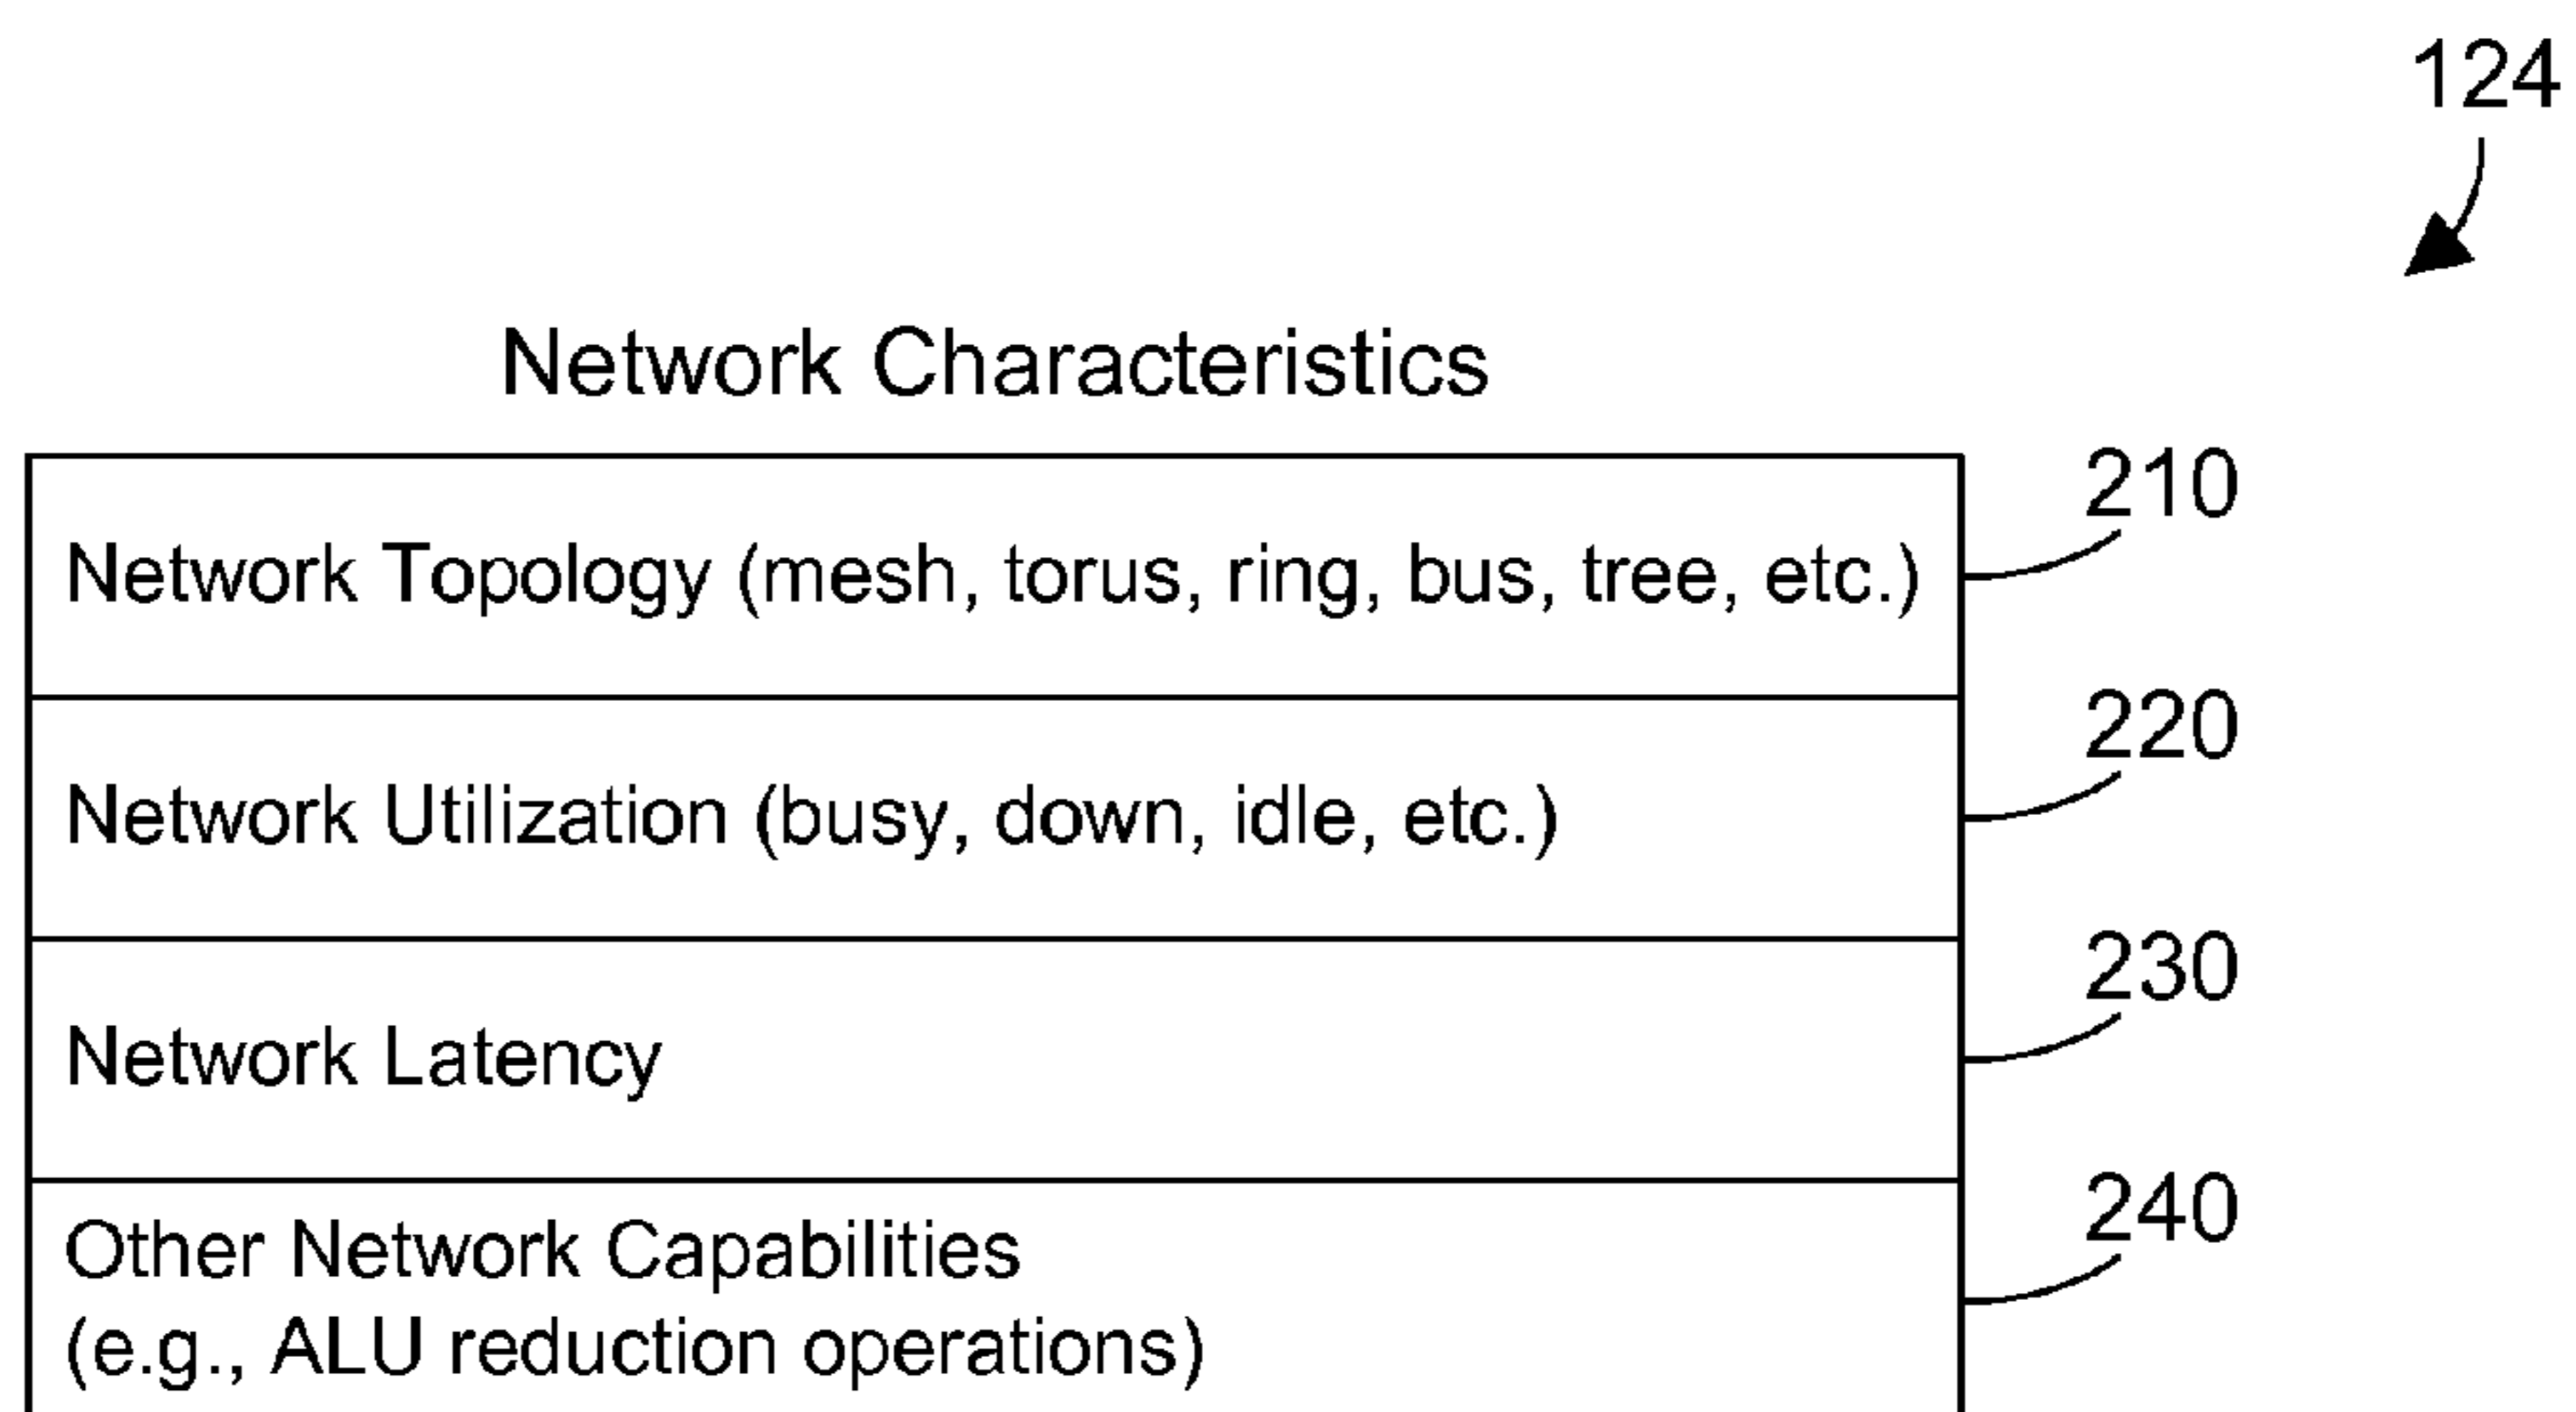 124
Network Characteristics
210
Network Topology (mesh, torus, ring, bus, tree, etc.)
220
Network Utilization (busy, down, idle, etc.)
230
Network Latency
240
Other Network Capabilities
(e.g., ALU reduction operations)